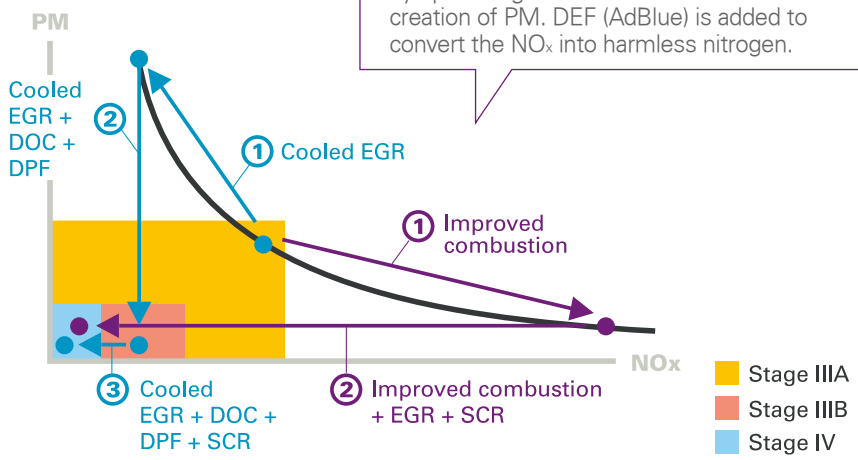 creation of PM. DEF (AdBlue) is added to
convert the NOx into harmless nitrogen.
PM
Cooled
EGR +
DOC +
DPF
2
1 Cooled EGR
1 Improved
combustion
NOx
3 Cooled
EGR + DOC +
DPF + SCR
2 Improved combustion
+ EGR + SCR
Stage IIIA
Stage IIIB
Stage IV